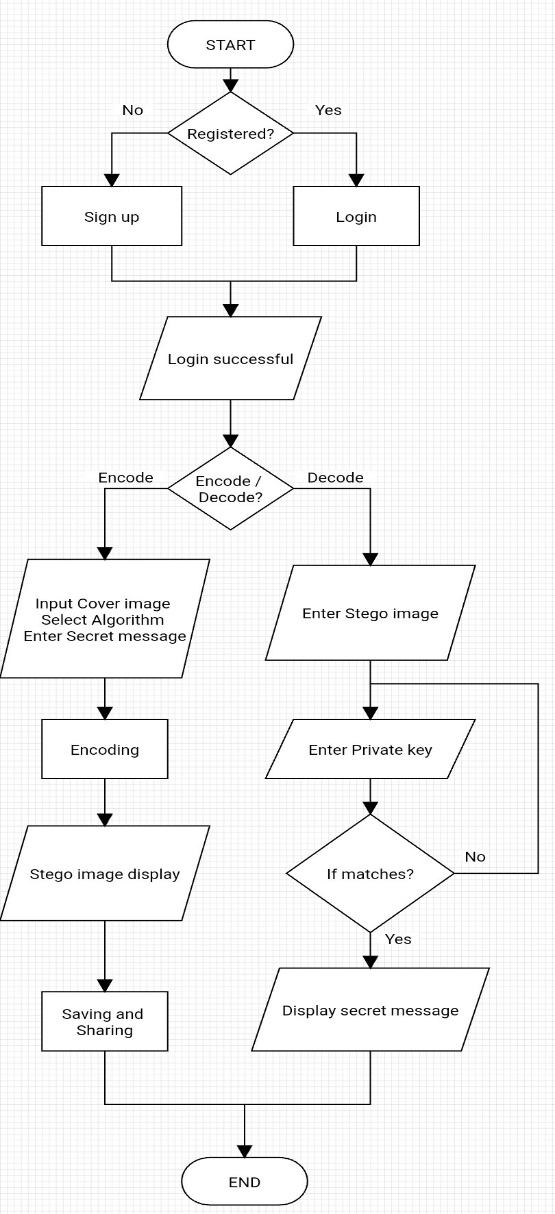 START
No
Yes
Registered?
Sign up
Login
Login successful
Encode
Encode /
Decode?
Decode
Input Cover image
Select Algorithm
Enter Secret message
Enter Stego image
Encoding
Enter Private key
Stego image display
If matches?
No
Yes
Saving and
Sharing
Display secret message
END